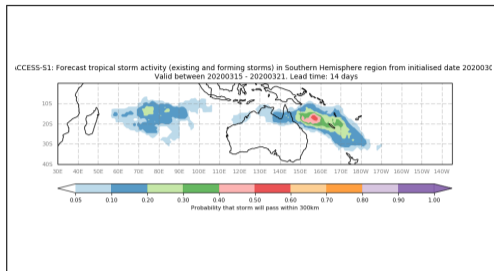 ACCESS-S1: Forecast tropical storm activity (existing and forming storms) in Southern Hemisphere region from initialised date 2020030
Valid between 20200315 - 20200321. Lead time: 14 days
10S
20S
30S
40S
30E 40E 50E 60E 70E 80E 90E 100E 110E 120E 130E 140E 150E 160E 170E 180W 170W 160W 150W 140W
0.05 0.10 0.20 0.30 0.40 0.50 0.60 0.70 0.80 0.90 1.00
Probability that storm will pass within 300km